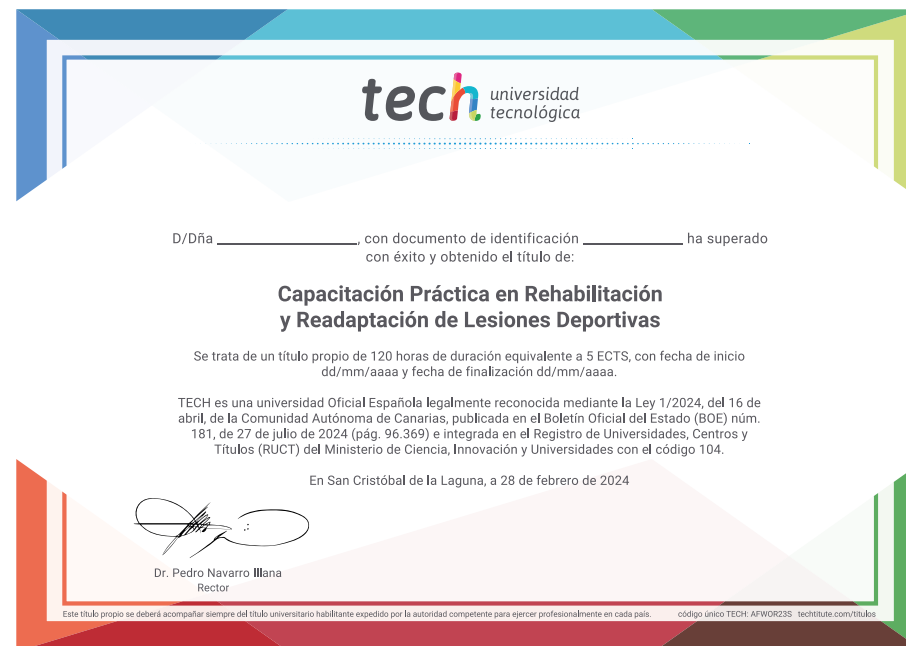 tech universidad
tecnológica
D/Dña ____________________, con documento de identificación ______________ ha superado
con éxito y obtenido el título de:
Capacitación Práctica en Rehabilitación
y Readaptación de Lesiones Deportivas
Se trata de un título propio de 120 horas de duración equivalente a 5 ECTS, con fecha de inicio
dd/mm/aaaa y fecha de finalización dd/mm/aaaa.
TECH es una universidad Oficial Española legalmente reconocida mediante la Ley 1/2024, del 16 de
abril, de la Comunidad Autónoma de Canarias, publicada en el Boletín Oficial del Estado (BOE) núm.
181, de 27 de julio de 2024 (pág. 96.369) e integrada en el Registro de Universidades, Centros y
Títulos (RUCT) del Ministerio de Ciencia, Innovación y Universidades con el código 104.
En San Cristóbal de la Laguna, a 28 de febrero de 2024
Dr. Pedro Navarro Illana
Rector
Este título propio se deberá acompañar siempre del título universitario habilitante expedido por la autoridad competente para ejercer profesionalmente en cada país. código único TECH: AFWOR23S techtitute.com/titulos